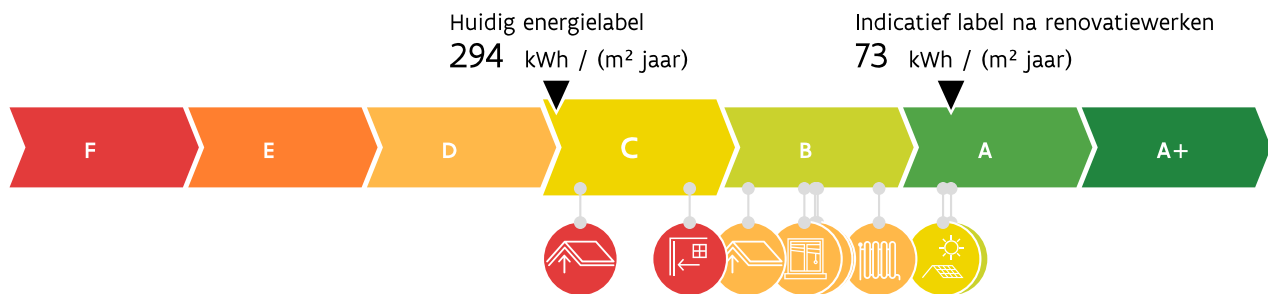 Huidig energielabel
294 kWh / (m² jaar)
Indicatief label na renovatiewerken
73 kWh / (m² jaar)
F E D C B A A+